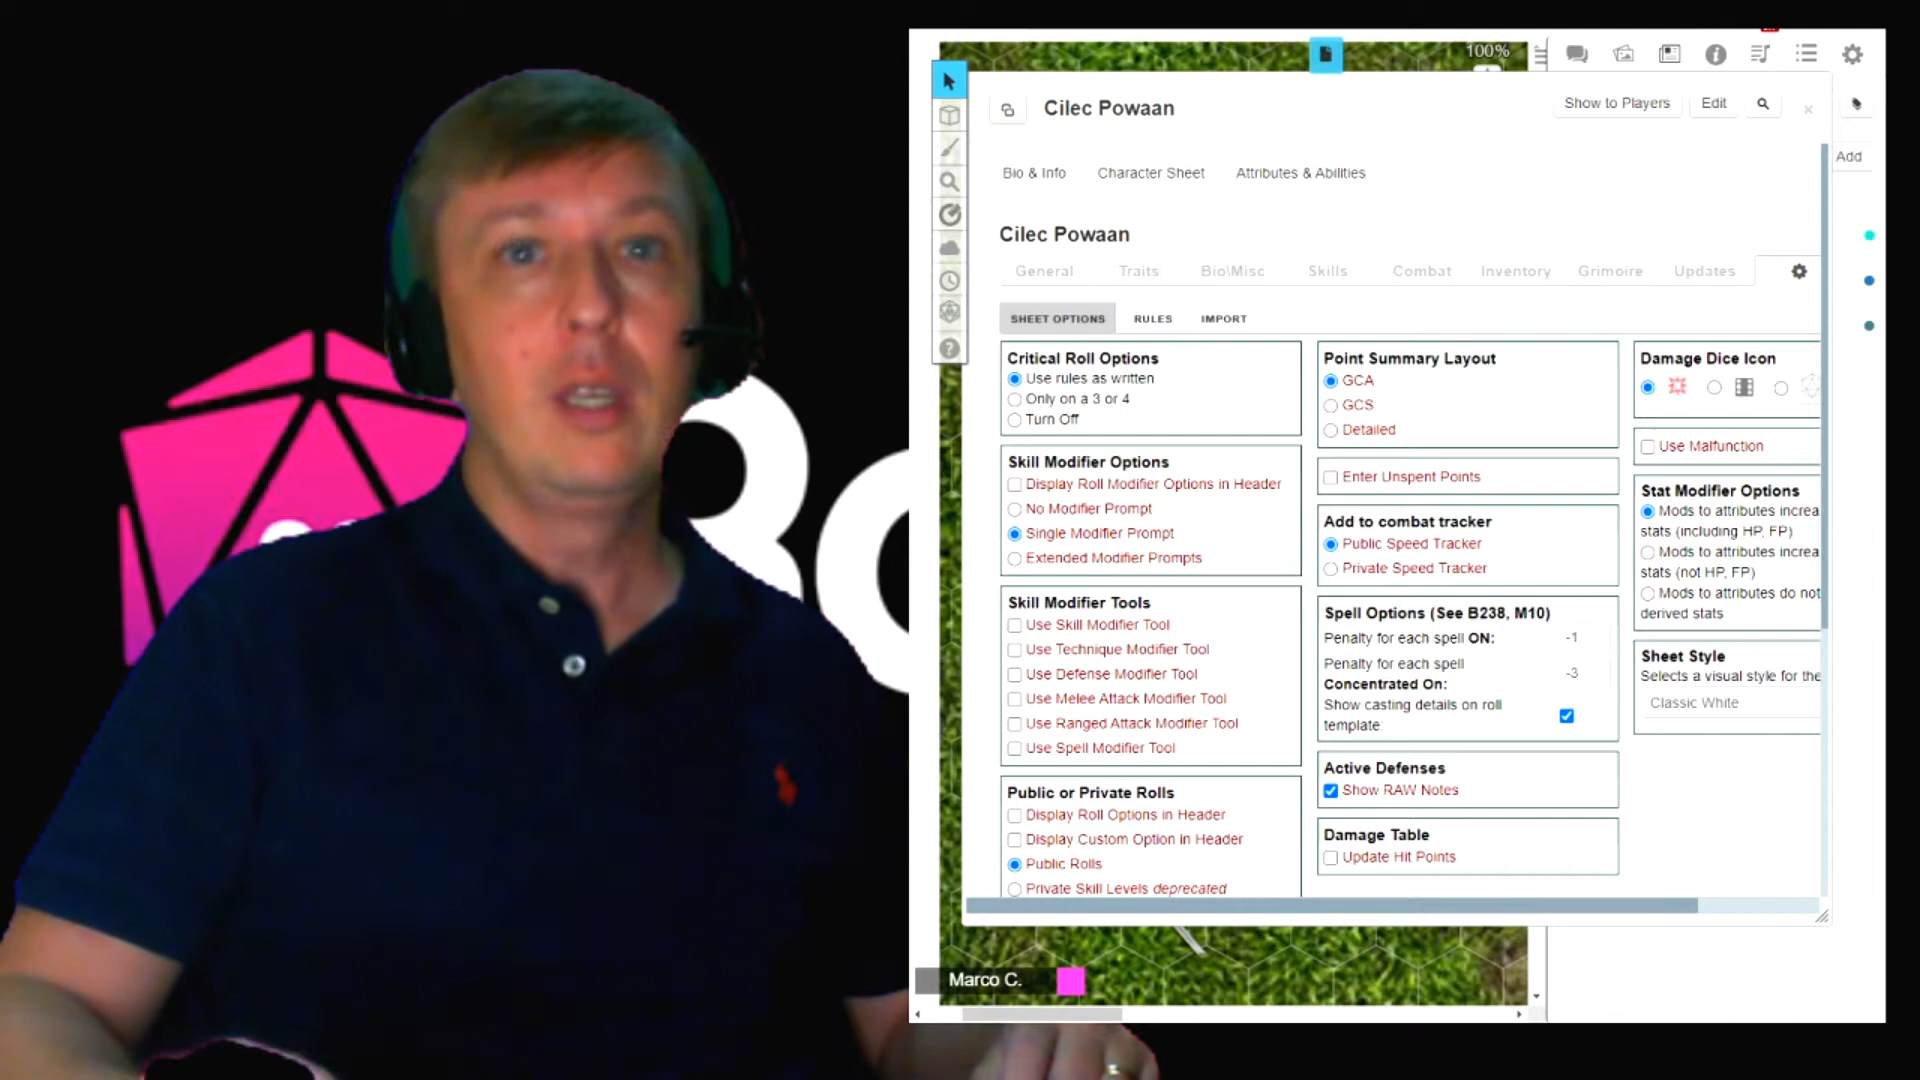 100%
Cilec Powaan
Show to Players
Edit
Add
Bio & Info
Character Sheet
Attributes & Abilities
Cilec Powaan
General
Traits
Bio\Misc
Skills
Combat
Inventory
Grimoire
Updates
SHEET OPTIONS
RULES
IMPORT
Critical Roll Options
Use rules as written
Only on a 3 or 4
Turn Off
Skill Modifier Options
Display Roll Modifier Options in Header
No Modifier Prompt
Single Modifier Prompt
Extended Modifier Prompts
Skill Modifier Tools
Use Skill Modifier Tool
Use Technique Modifier Tool
Use Defense Modifier Tool
Use Melee Attack Modifier Tool
Use Ranged Attack Modifier Tool
Use Spell Modifier Tool
Public or Private Rolls
Display Roll Options in Header
Display Custom Option in Header
Public Rolls
Private Skill Levels deprecated
Point Summary Layout
GCA
GCS
Detailed
Enter Unspent Points
Add to combat tracker
Public Speed Tracker
Private Speed Tracker
Spell Options (See B238, M10)
Penalty for each spell ON: -1
Penalty for each spell
Concentrated On: -3
Show casting details on roll
template:
Active Defenses
Show RAW Notes
Damage Table
Update Hit Points
Damage Dice Icon
Use Malfunction
Stat Modifier Options
Mods to attributes increa
stats (including HP, FP)
Mods to attributes increa
stats (not HP, FP)
Mods to attributes do not
derived stats
Sheet Style
Selects a visual style for the
Classic White
Marco C.